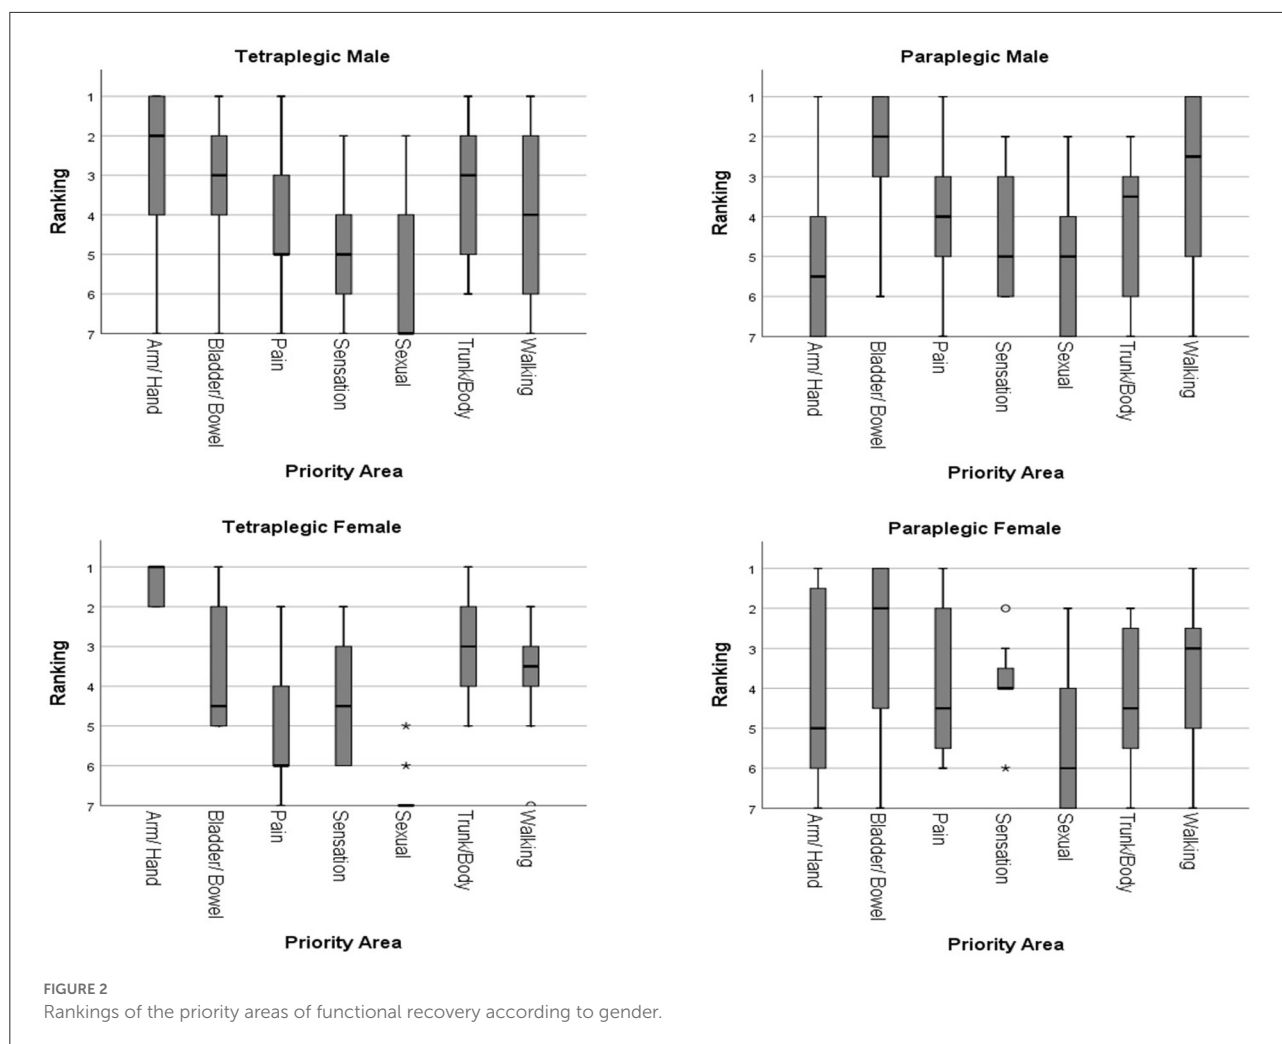 Tetraplegic Male
Ranking
1
2
3
4
5
6
7
Arm/ Hand
Bladder/ Bowel
Pain
Sensation
Sexual
Trunk/Body
Walking
Priority Area
Paraplegic Male
Ranking
1
2
3
4
5
6
7
Arm/ Hand
Bladder/ Bowel
Pain
Sensation
Sexual
Trunk/Body
Walking
Priority Area
Tetraplegic Female
Ranking
1
2
3
4
5
6
7
Arm/ Hand
Bladder/ Bowel
Pain
Sensation
Sexual
Trunk/Body
Walking
Priority Area
Paraplegic Female
Ranking
1
2
3
4
5
6
7
Arm/ Hand
Bladder/ Bowel
Pain
Sensation
Sexual
Trunk/Body
Walking
Priority Area
FIGURE 2
Rankings of the priority areas of functional recovery according to gender.